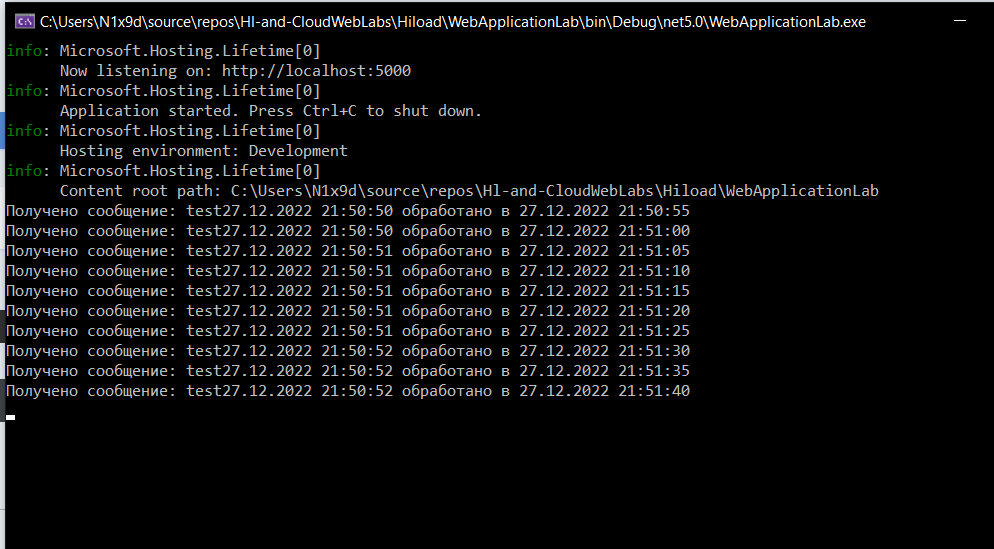 C:\Users\N1x9d\source\repos\Hl-and-CloudWebLabs\Hiload\WebApplicationLab\bin\Debug\net5.0\WebApplicationLab.exe
info: Microsoft.Hosting.Lifetime[0]
Now listening on: http://localhost:5000
info: Microsoft.Hosting.Lifetime[0]
Application started. Press Ctrl+C to shut down.
info: Microsoft.Hosting.Lifetime[0]
Hosting environment: Development
info: Microsoft.Hosting.Lifetime[0]
Content root path: C:\Users\N1x9d\source\repos\Hl-and-CloudWebLabs\Hiload\WebApplicationLab
Получено сообщение: test27.12.2022 21:50:50 обработано в 27.12.2022 21:50:55
Получено сообщение: test27.12.2022 21:50:50 обработано в 27.12.2022 21:51:00
Получено сообщение: test27.12.2022 21:50:51 обработано в 27.12.2022 21:51:05
Получено сообщение: test27.12.2022 21:50:51 обработано в 27.12.2022 21:51:10
Получено сообщение: test27.12.2022 21:50:51 обработано в 27.12.2022 21:51:15
Получено сообщение: test27.12.2022 21:50:51 обработано в 27.12.2022 21:51:20
Получено сообщение: test27.12.2022 21:50:51 обработано в 27.12.2022 21:51:25
Получено сообщение: test27.12.2022 21:50:52 обработано в 27.12.2022 21:51:30
Получено сообщение: test27.12.2022 21:50:52 обработано в 27.12.2022 21:51:35
Получено сообщение: test27.12.2022 21:50:52 обработано в 27.12.2022 21:51:40